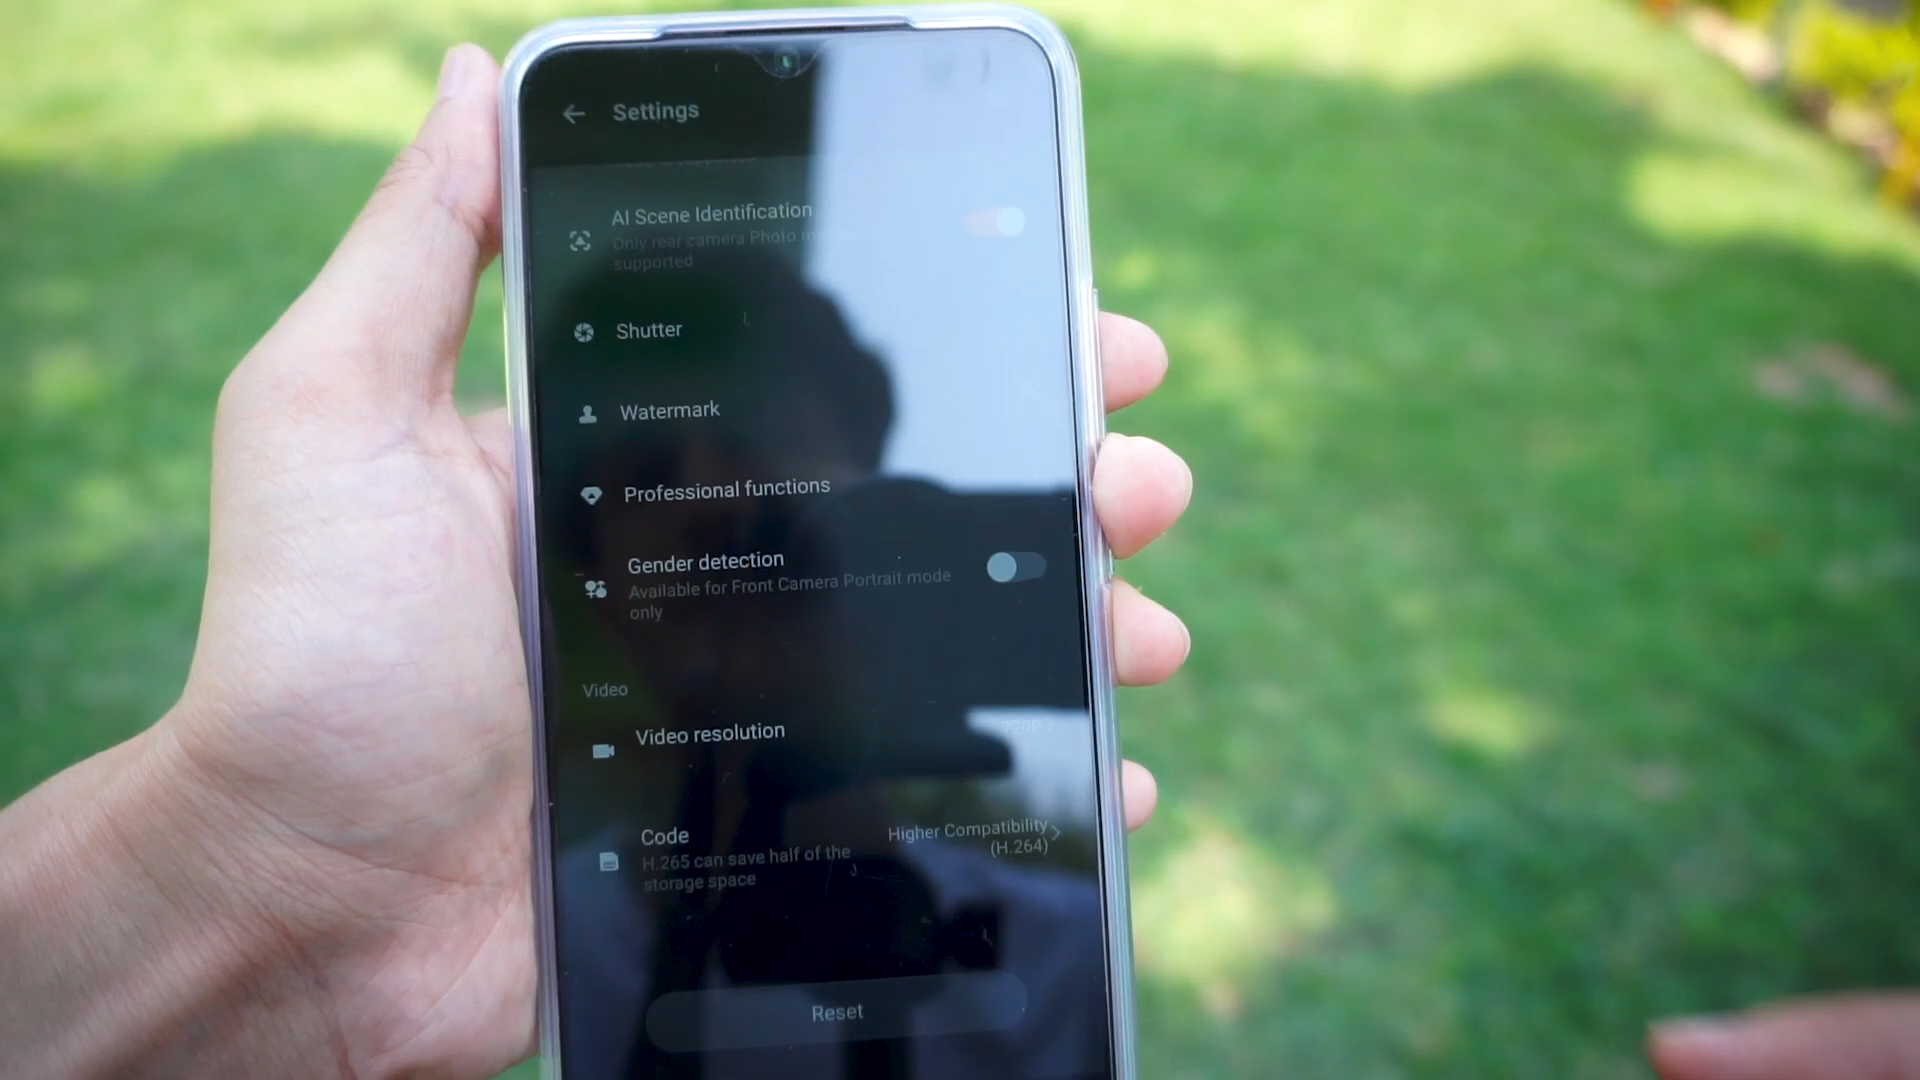 Settings
AI Scene Identification
Only rear camera Photo
supported
Shutter
Watermark
Professional functions
Gender detection
Available for Front Camera Portrait mode
only
Video
Video resolution
Code
H.265 can save half of the
storage space
Higher Compatibility
(H.264)
Reset